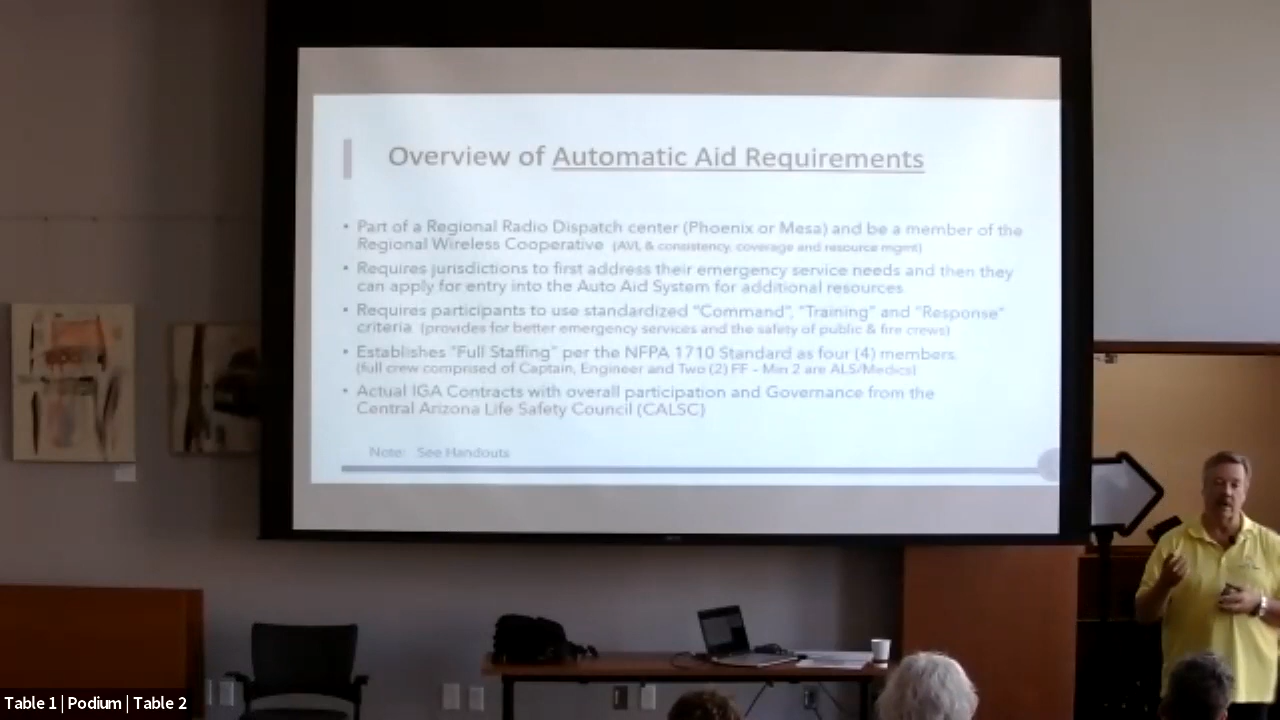 Overview of Automatic Aid Requirements
• Part of a Regional Radio Dispatch center (Phoenix or Mesa) and be a member of the
Regional Wireless Cooperative (AVL & consistency, coverage and resource mgmt)
• Requires jurisdictions to first address their emergency service needs and then they
can apply for entry into the Auto Aid System for additional resources
• Requires participants to use standardized "Command", "Training" and "Response"
criteria (provides for better emergency services and the safety of public & fire crews)
• Establishes "Full Staffing" per the NFPA 1710 Standard as four (4) members.
(full crew comprised of Captain, Engineer and Two (2) FF - Min 2 are ALS/Medics)
• Actual IGA Contracts with overall participation and Governance from the
Central Arizona Life Safety Council (CALSC)
Note: See Handouts
Table 1 | Podium | Table 2